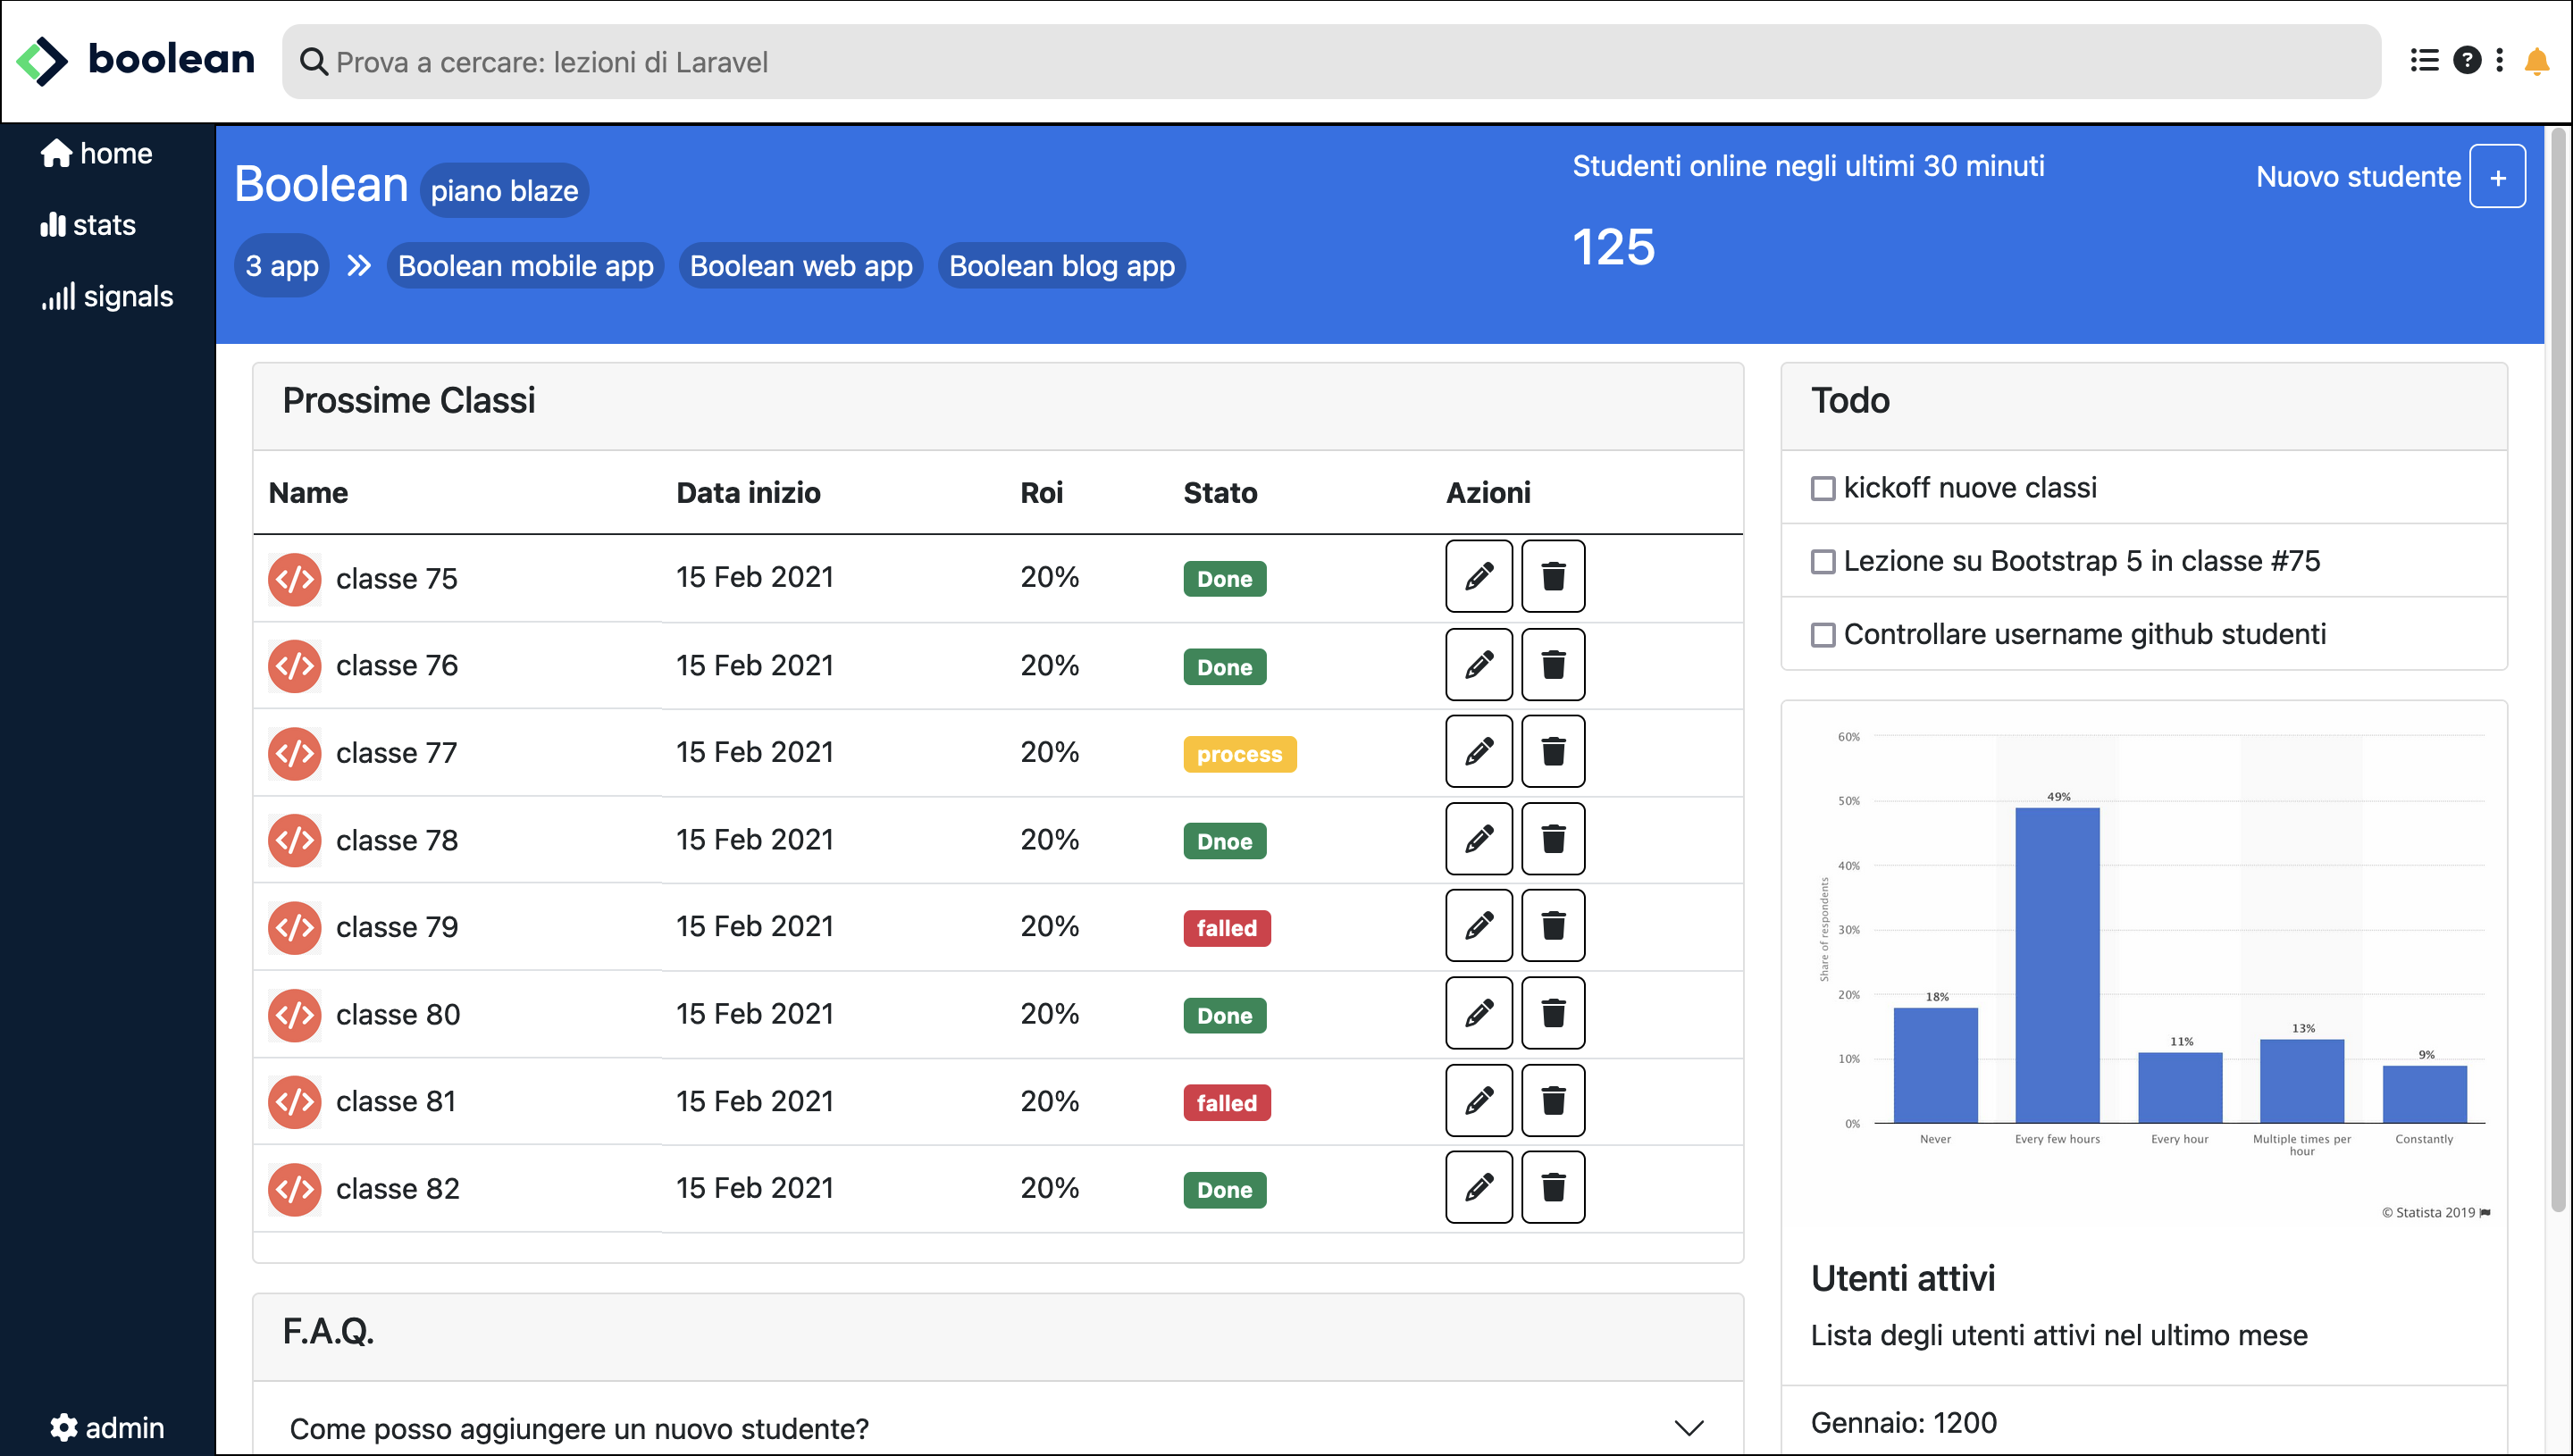 boolean
Prova a cercare: lezioni di Laravel
home
stats
signals
admin
Boolean piano blaze
3 app Boolean mobile app Boolean web app Boolean blog app
Studenti online negli ultimi 30 minuti
125
Nuovo studente +
Prossime Classi
Name Data inizio Roi Stato Azioni
classe 75 15 Feb 2021 20% Done
classe 76 15 Feb 2021 20% Done
classe 77 15 Feb 2021 20% process
classe 78 15 Feb 2021 20% Dnoe
classe 79 15 Feb 2021 20% falled
classe 80 15 Feb 2021 20% Done
classe 81 15 Feb 2021 20% falled
classe 82 15 Feb 2021 20% Done
F.A.Q.
Come posso aggiungere un nuovo studente?
Todo
kickoff nuove classi
Lezione su Bootstrap 5 in classe #75
Controllare username github studenti
Share of respondents
60%
50%
40%
30%
20%
10%
0%
18%
49%
11%
13%
9%
Never
Every few hours
Every hour
Multiple times per
hour
Constantly
© Statista 2019
Utenti attivi
Lista degli utenti attivi nel ultimo mese
Gennaio: 1200